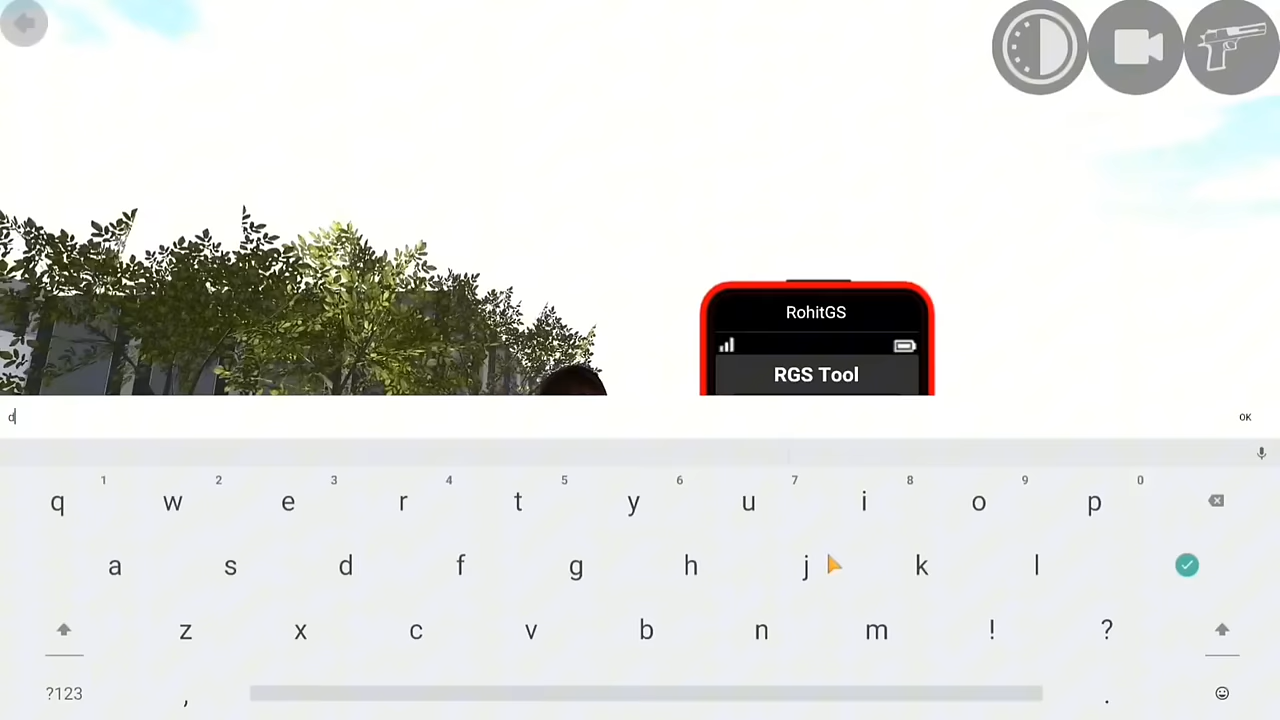 RohitGS
RGS Tool
d
OK
1 2 3 4 5 6 7 8 9 0
q w e r t y u i o p
a s d f g h j k l
z x c v b n m ! ?
?123 , .